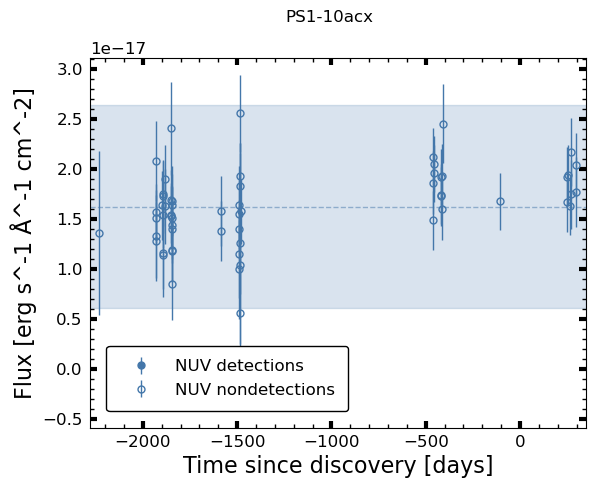 PS1-10acx
1e−17
3.0
2.5
2.0
1.5
1.0
0.5
0.0
−0.5
Flux [erg s^-1 Å^-1 cm^-2]
NUV detections
NUV nondetections
−2000 −1500 −1000 −500 0
Time since discovery [days]